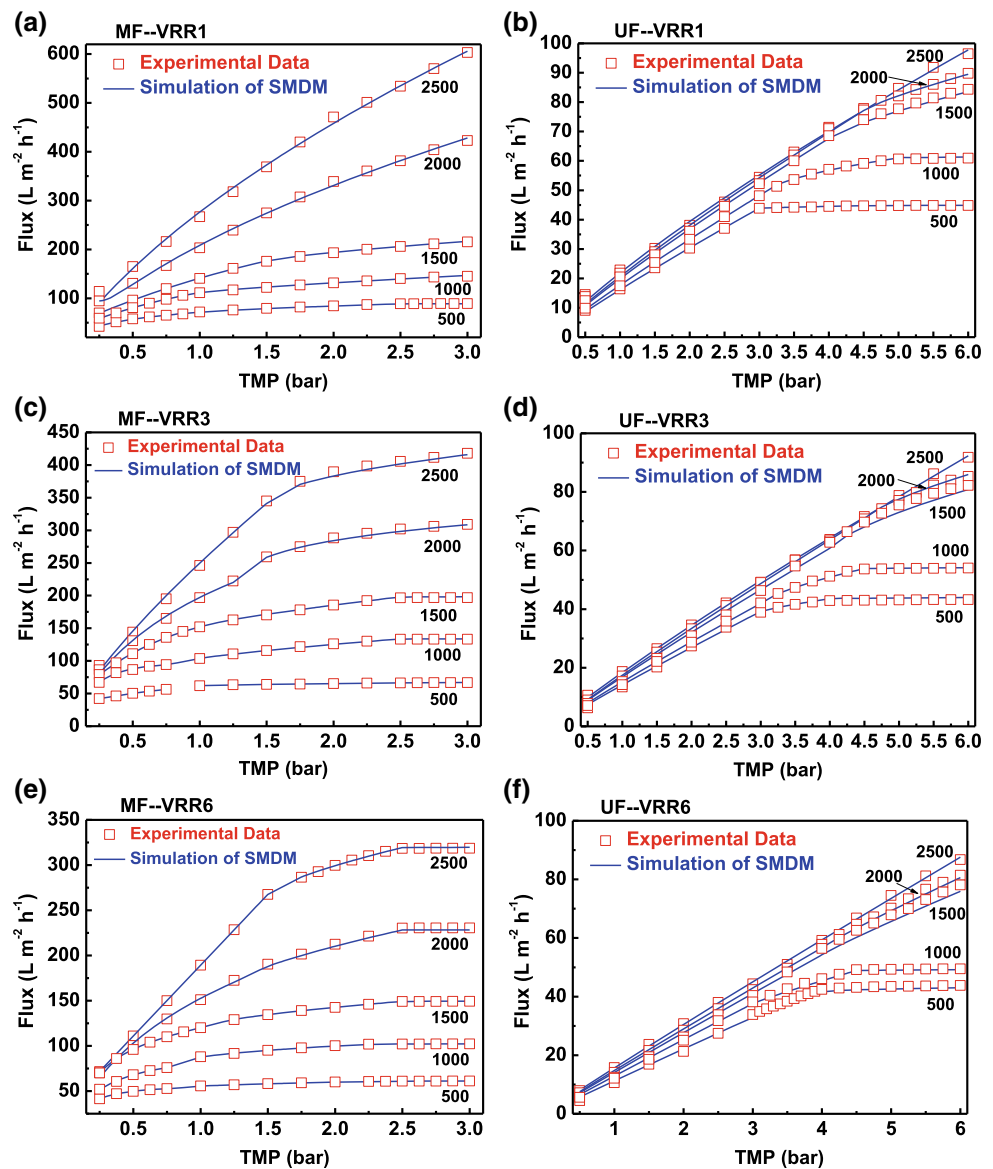 (a)
MF--VRR1
Experimental Data
Simulation of SMDM
2500
2000
1500
1000
500
600
500
400
300
200
100
Flux (L m⁻² h⁻¹)
0.5 1.0 1.5 2.0 2.5 3.0
TMP (bar)
(b)
UF--VRR1
Experimental Data
Simulation of SMDM
2500
2000
1500
1000
500
100
90
80
70
60
50
40
30
20
10
0
Flux (L m⁻² h⁻¹)
0.5 1.0 1.5 2.0 2.5 3.0 3.5 4.0 4.5 5.0 5.5 6.0
TMP (bar)
(c)
MF--VRR3
Experimental Data
Simulation of SMDM
2500
2000
1500
1000
500
450
400
350
300
250
200
150
100
50
0
Flux (L m⁻² h⁻¹)
0.5 1.0 1.5 2.0 2.5 3.0
TMP (bar)
(d)
UF--VRR3
Experimental Data
Simulation of SMDM
2500
2000
1500
1000
500
100
80
60
40
20
0
Flux (L m⁻² h⁻¹)
0.5 1.0 1.5 2.0 2.5 3.0 3.5 4.0 4.5 5.0 5.5 6.0
TMP (bar)
(e)
MF--VRR6
Experimental Data
Simulation of SMDM
2500
2000
1500
1000
500
350
300
250
200
150
100
50
Flux (L m⁻² h⁻¹)
0.5 1.0 1.5 2.0 2.5 3.0
TMP (bar)
(f)
UF--VRR6
Experimental Data
Simulation of SMDM
2500
2000
1500
1000
500
100
80
60
40
20
0
Flux (L m⁻² h⁻¹)
1 2 3 4 5 6
TMP (bar)